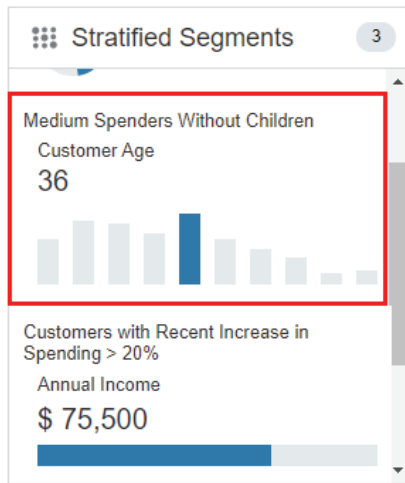 Stratified Segments 3
Medium Spenders Without Children
Customer Age
36
Customers with Recent Increase in
Spending > 20%
Annual Income
$ 75,500